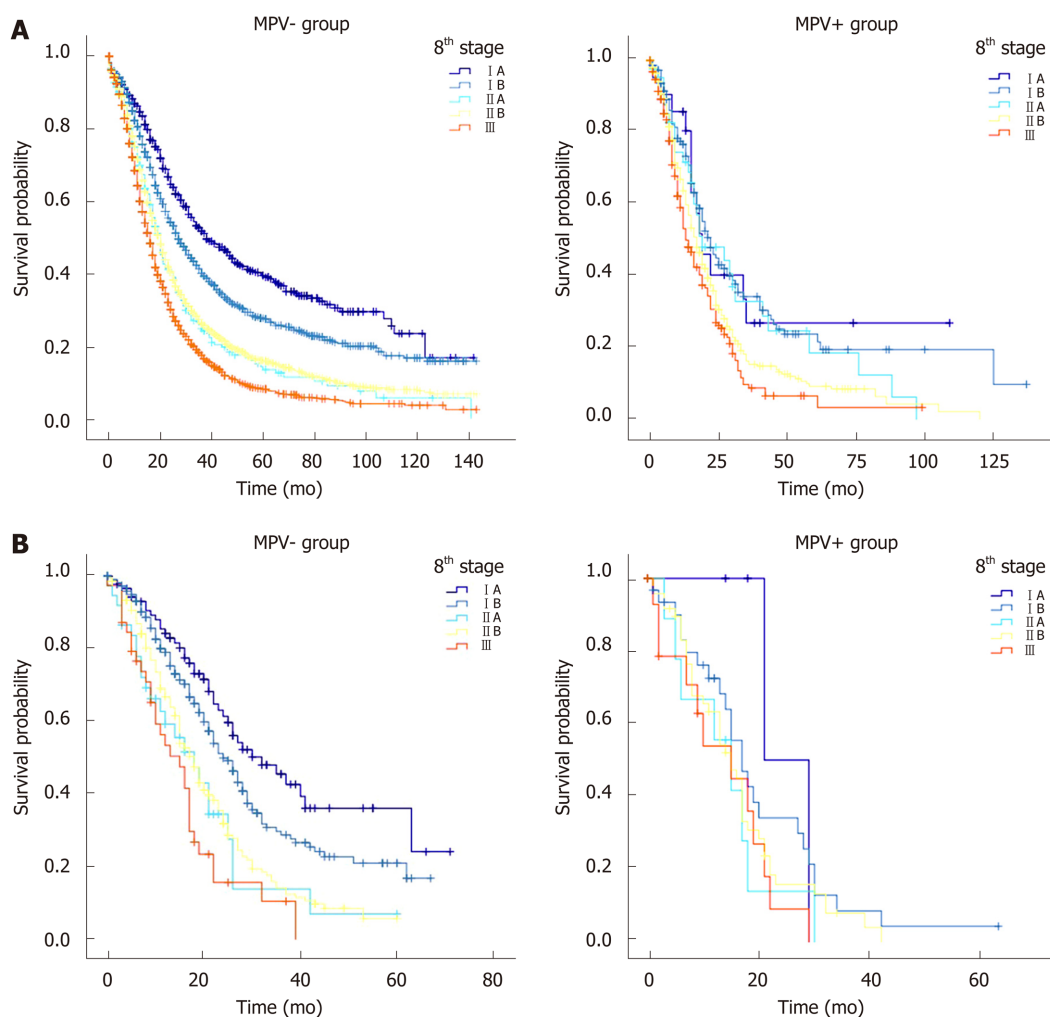 A
MPV- group
8th stage
Ⅰ A
Ⅰ B
Ⅱ A
Ⅱ B
Ⅲ
Survival probability
1.0
0.8
0.6
0.4
0.2
0.0
0 20 40 60 80 100 120 140
Time (mo)
MPV+ group
8th stage
Ⅰ A
Ⅰ B
Ⅱ A
Ⅱ B
Ⅲ
Survival probability
1.0
0.8
0.6
0.4
0.2
0.0
0 25 50 75 100 125
Time (mo)
B
MPV- group
8th stage
Ⅰ A
Ⅰ B
Ⅱ A
Ⅱ B
Ⅲ
Survival probability
1.0
0.8
0.6
0.4
0.2
0.0
0 20 40 60 80
Time (mo)
MPV+ group
8th stage
Ⅰ A
Ⅰ B
Ⅱ A
Ⅱ B
Ⅲ
Survival probability
1.0
0.8
0.6
0.4
0.2
0.0
0 20 40 60
Time (mo)